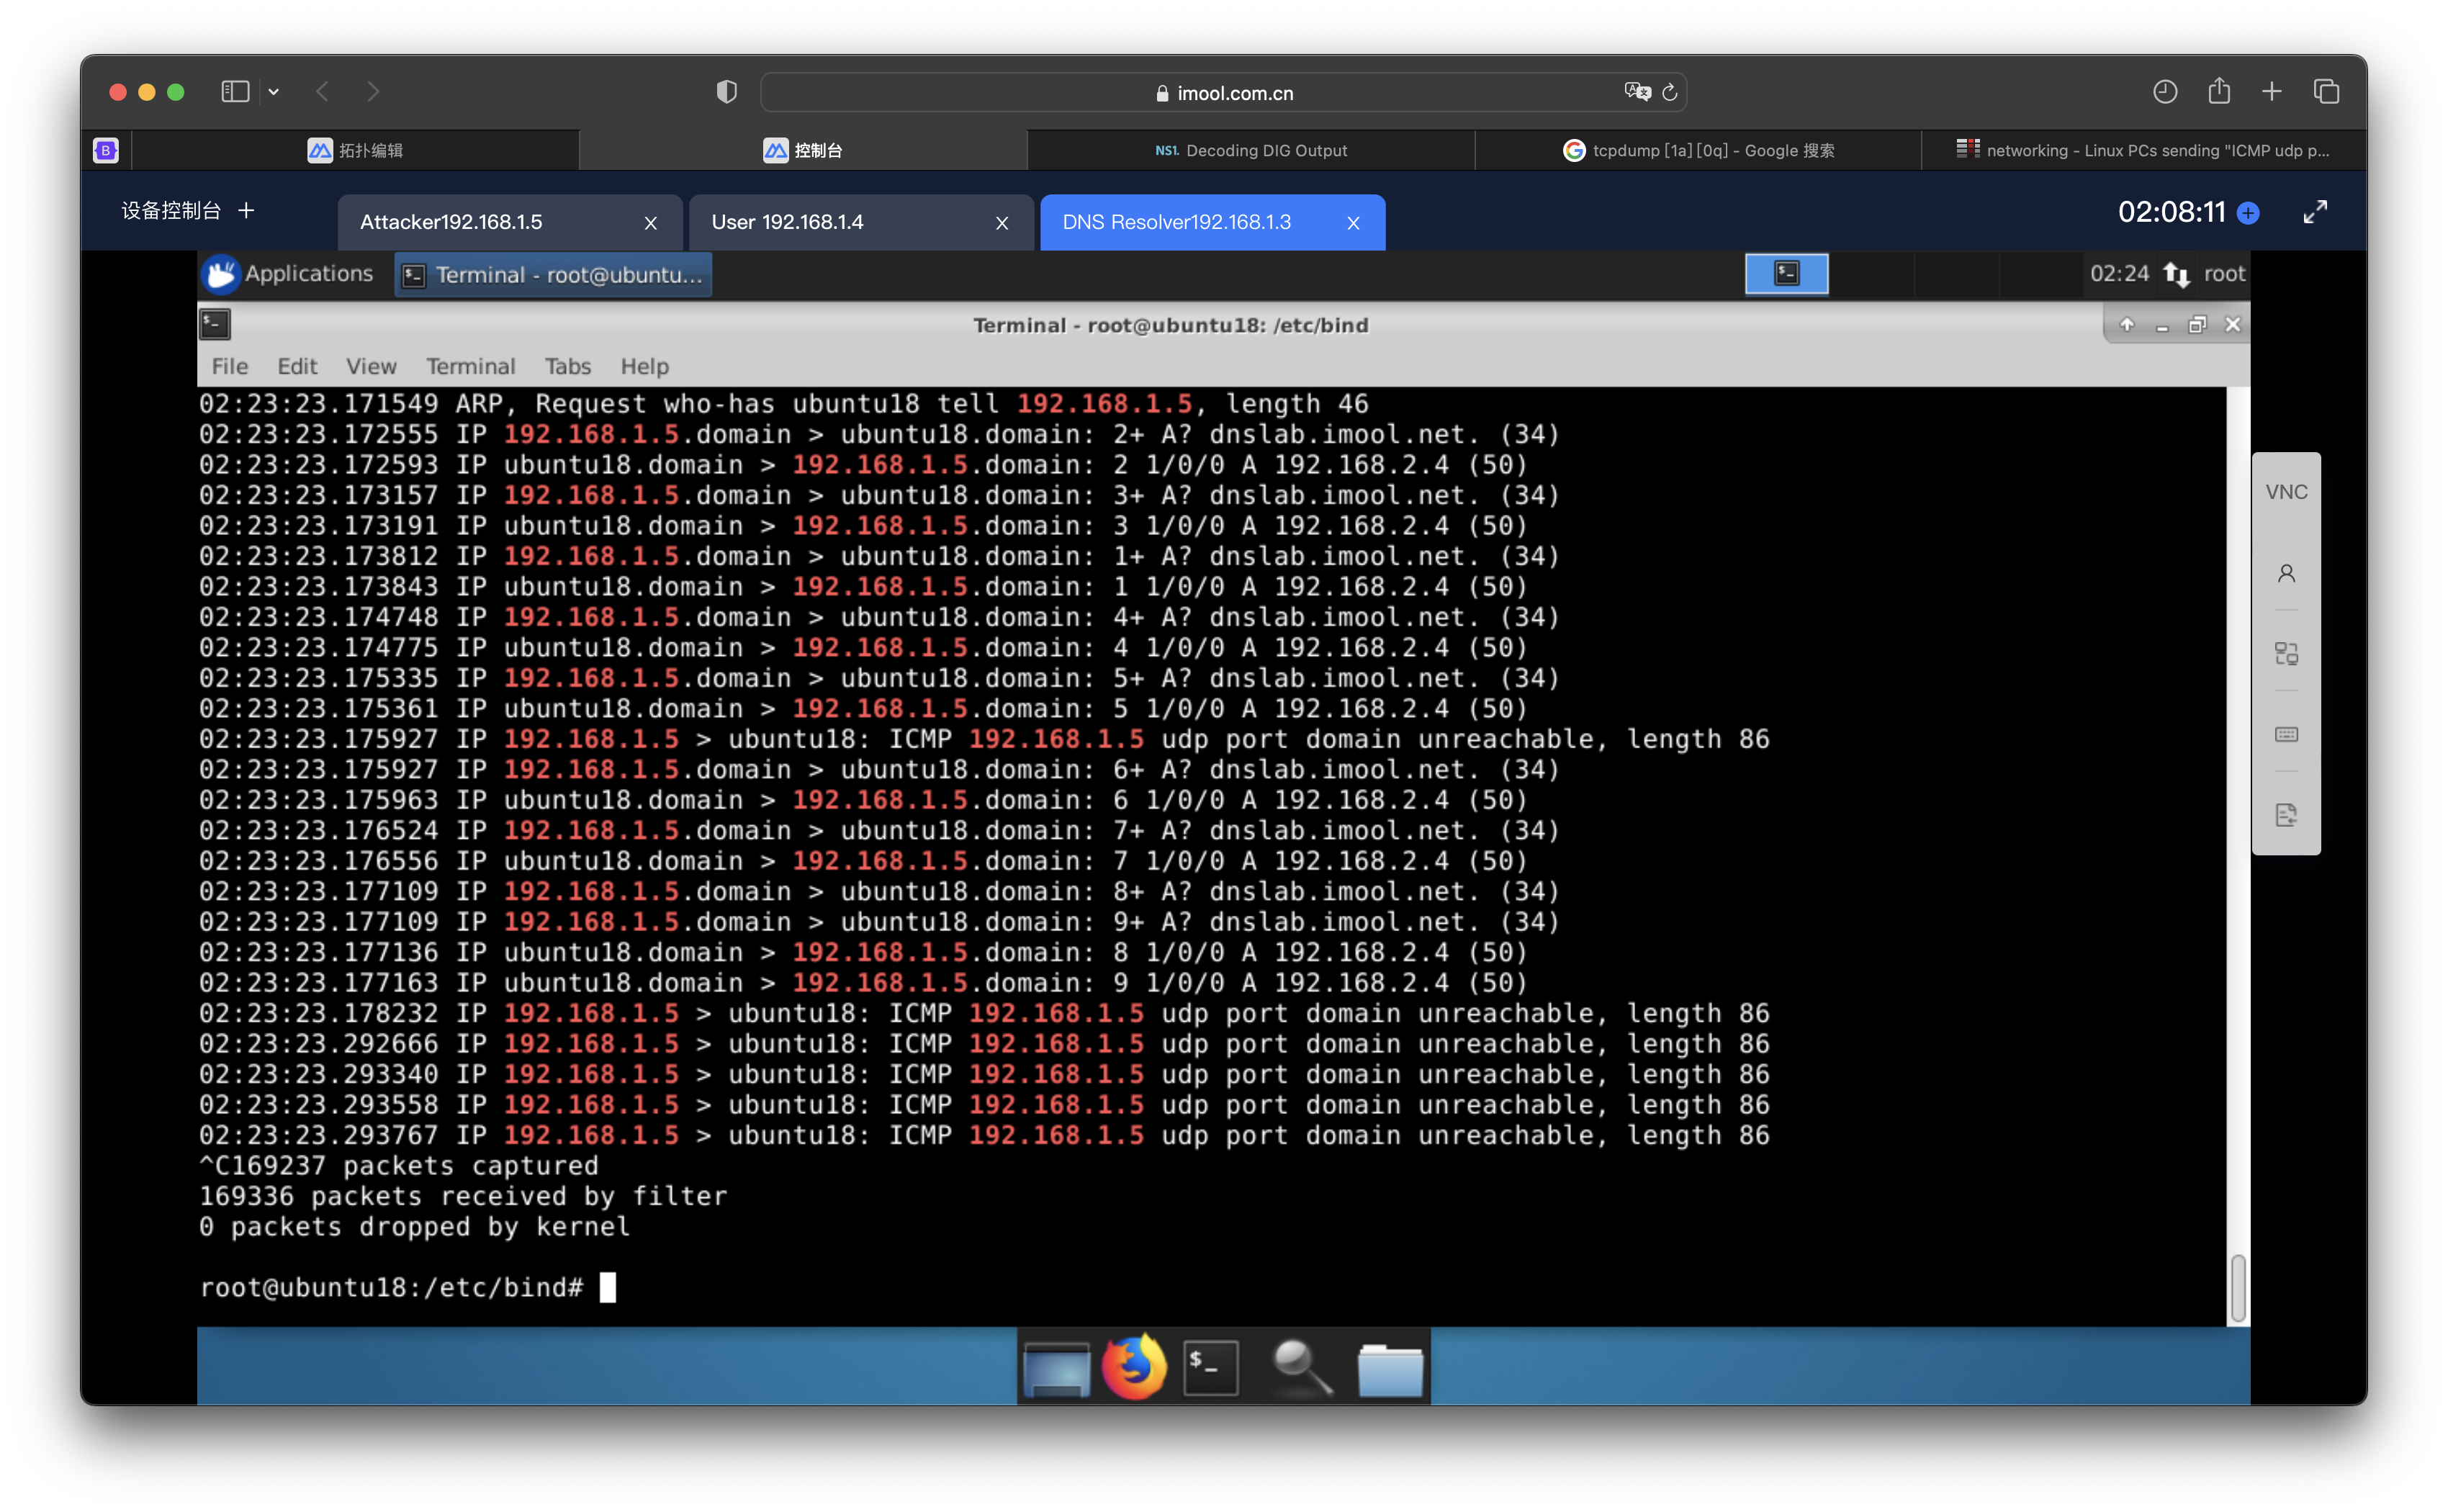 imool.com.cn
B
拓扑编辑
控制台
NS1. Decoding DIG Output
tcpdump [1a] [0q] - Google 搜索
networking - Linux PCs sending "ICMP udp p...
设备控制台 +
Attacker192.168.1.5 x
User 192.168.1.4 x
DNS Resolver192.168.1.3 x
02:08:11
Applications
Terminal - root@ubuntu...
02:24
root
Terminal - root@ubuntu18: /etc/bind
File Edit View Terminal Tabs Help
02:23:23.171549 ARP, Request who-has ubuntu18 tell 192.168.1.5, length 46
02:23:23.172555 IP 192.168.1.5.domain > ubuntu18.domain: 2+ A? dnslab.imool.net. (34)
02:23:23.172593 IP ubuntu18.domain > 192.168.1.5.domain: 2 1/0/0 A 192.168.2.4 (50)
02:23:23.173157 IP 192.168.1.5.domain > ubuntu18.domain: 3+ A? dnslab.imool.net. (34)
02:23:23.173191 IP ubuntu18.domain > 192.168.1.5.domain: 3 1/0/0 A 192.168.2.4 (50)
02:23:23.173812 IP 192.168.1.5.domain > ubuntu18.domain: 1+ A? dnslab.imool.net. (34)
02:23:23.173843 IP ubuntu18.domain > 192.168.1.5.domain: 1 1/0/0 A 192.168.2.4 (50)
02:23:23.174748 IP 192.168.1.5.domain > ubuntu18.domain: 4+ A? dnslab.imool.net. (34)
02:23:23.174775 IP ubuntu18.domain > 192.168.1.5.domain: 4 1/0/0 A 192.168.2.4 (50)
02:23:23.175335 IP 192.168.1.5.domain > ubuntu18.domain: 5+ A? dnslab.imool.net. (34)
02:23:23.175361 IP ubuntu18.domain > 192.168.1.5.domain: 5 1/0/0 A 192.168.2.4 (50)
02:23:23.175927 IP 192.168.1.5 > ubuntu18: ICMP 192.168.1.5 udp port domain unreachable, length 86
02:23:23.175927 IP 192.168.1.5.domain > ubuntu18.domain: 6+ A? dnslab.imool.net. (34)
02:23:23.175963 IP ubuntu18.domain > 192.168.1.5.domain: 6 1/0/0 A 192.168.2.4 (50)
02:23:23.176524 IP 192.168.1.5.domain > ubuntu18.domain: 7+ A? dnslab.imool.net. (34)
02:23:23.176556 IP ubuntu18.domain > 192.168.1.5.domain: 7 1/0/0 A 192.168.2.4 (50)
02:23:23.177109 IP 192.168.1.5.domain > ubuntu18.domain: 8+ A? dnslab.imool.net. (34)
02:23:23.177109 IP 192.168.1.5.domain > ubuntu18.domain: 9+ A? dnslab.imool.net. (34)
02:23:23.177136 IP ubuntu18.domain > 192.168.1.5.domain: 8 1/0/0 A 192.168.2.4 (50)
02:23:23.177163 IP ubuntu18.domain > 192.168.1.5.domain: 9 1/0/0 A 192.168.2.4 (50)
02:23:23.178232 IP 192.168.1.5 > ubuntu18: ICMP 192.168.1.5 udp port domain unreachable, length 86
02:23:23.292666 IP 192.168.1.5 > ubuntu18: ICMP 192.168.1.5 udp port domain unreachable, length 86
02:23:23.293340 IP 192.168.1.5 > ubuntu18: ICMP 192.168.1.5 udp port domain unreachable, length 86
02:23:23.293558 IP 192.168.1.5 > ubuntu18: ICMP 192.168.1.5 udp port domain unreachable, length 86
02:23:23.293767 IP 192.168.1.5 > ubuntu18: ICMP 192.168.1.5 udp port domain unreachable, length 86
^C169237 packets captured
169336 packets received by filter
0 packets dropped by kernel
root@ubuntu18:/etc/bind#
VNC